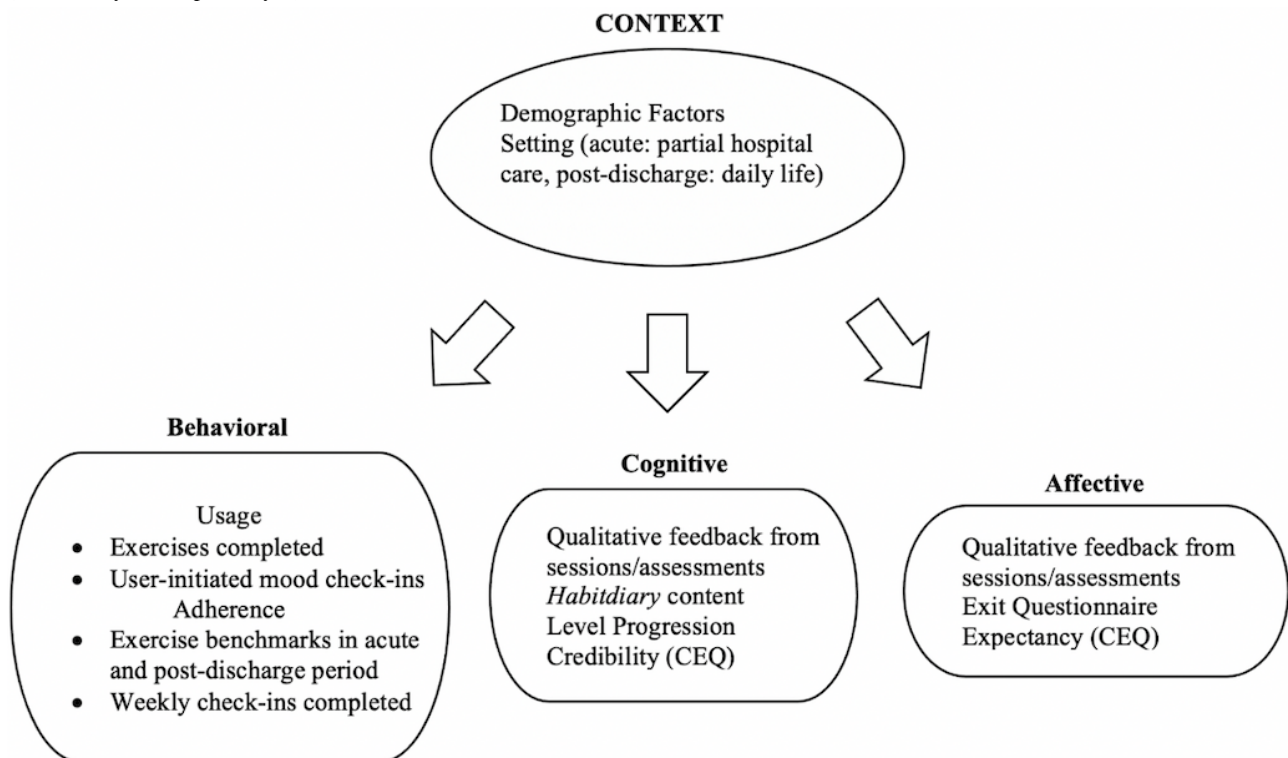 CONTEXT
Demographic Factors
Setting (acute: partial hospital
care, post-discharge: daily life)
Behavioral
Usage
• Exercises completed
• User-initiated mood check-ins
Adherence
• Exercise benchmarks in acute
and post-discharge period
• Weekly check-ins completed
Cognitive
Qualitative feedback from
sessions/assessments
Habitdiary content
Level Progression
Credibility (CEQ)
Affective
Qualitative feedback from
sessions/assessments
Exit Questionnaire
Expectancy (CEQ)